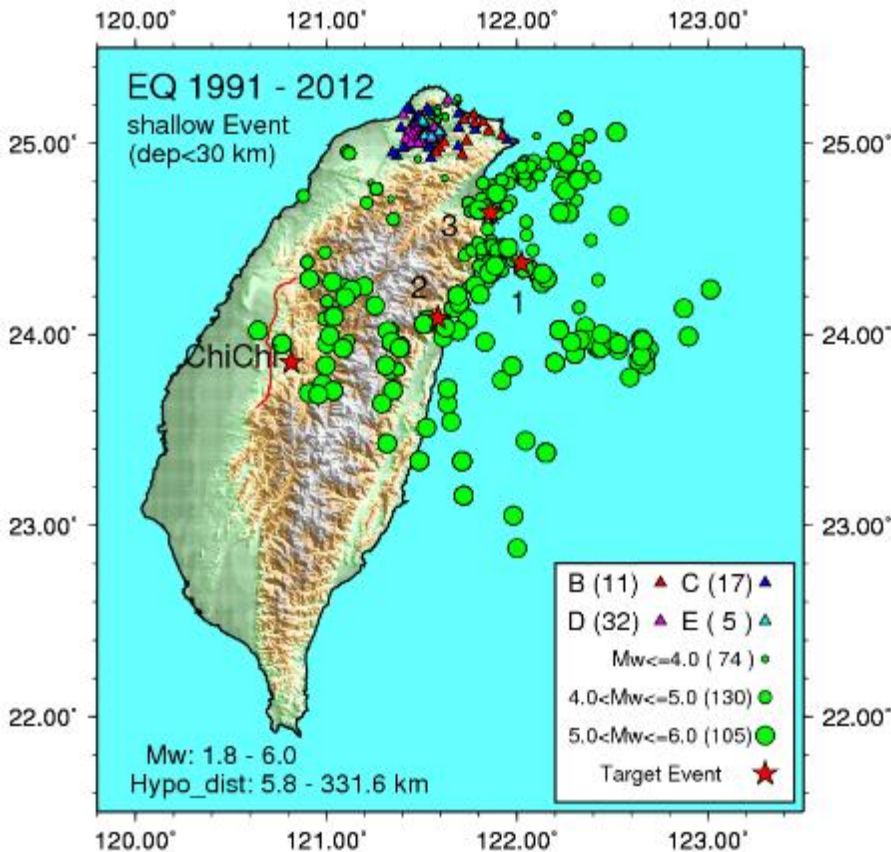 120.00˚ 121.00˚ 122.00˚ 123.00˚
EQ 1991 - 2012
shallow Event
(dep<30 km)
25.00˚ 25.00˚
3
2
1
24.00˚ 24.00˚
ChiChi
23.00˚ 23.00˚
B (11) C (17)
D (32) E ( 5 )
Mw<=4.0 ( 74 )
4.0<Mw<=5.0 (130)
22.00˚ 22.00˚
5.0<Mw<=6.0 (105)
Mw: 1.8 - 6.0
Target Event
Hypo_dist: 5.8 - 331.6 km
120.00˚ 121.00˚ 122.00˚ 123.00˚